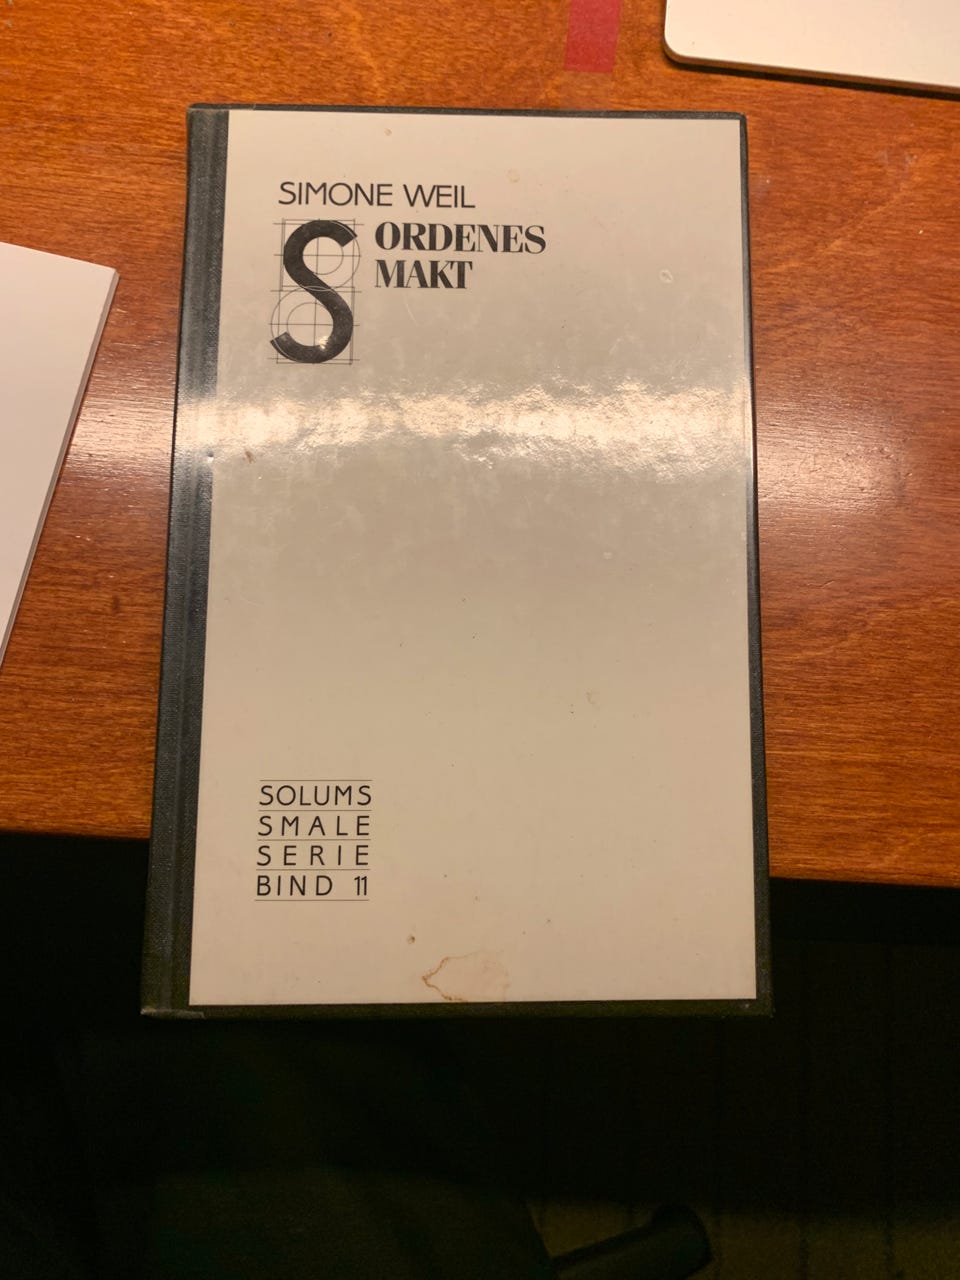 SIMONE WEIL
S ORDENES
MAKT
SOLUMS
SMALE
SERIE
BIND 11